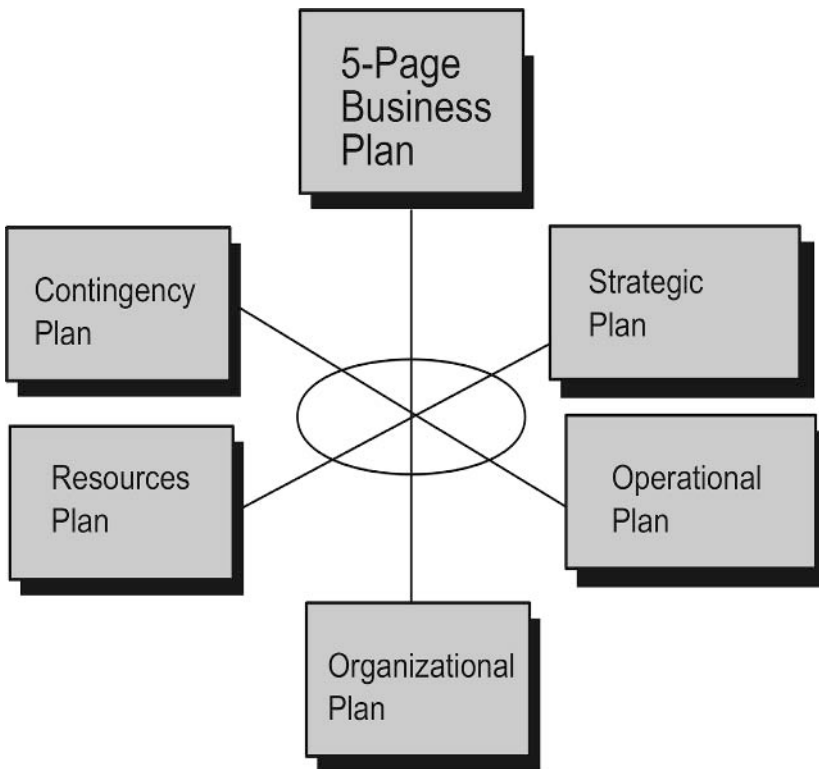 5-Page
Business
Plan
Contingency
Plan
Strategic
Plan
Resources
Plan
Operational
Plan
Organizational
Plan